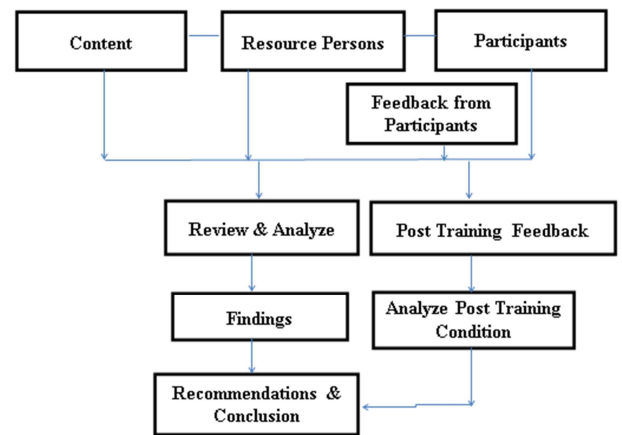 Content
Resource Persons
Participants
Feedback from
Participants
Review & Analyze
Post Training Feedback
Findings
Analyze Post Training
Condition
Recommendations &
Conclusion